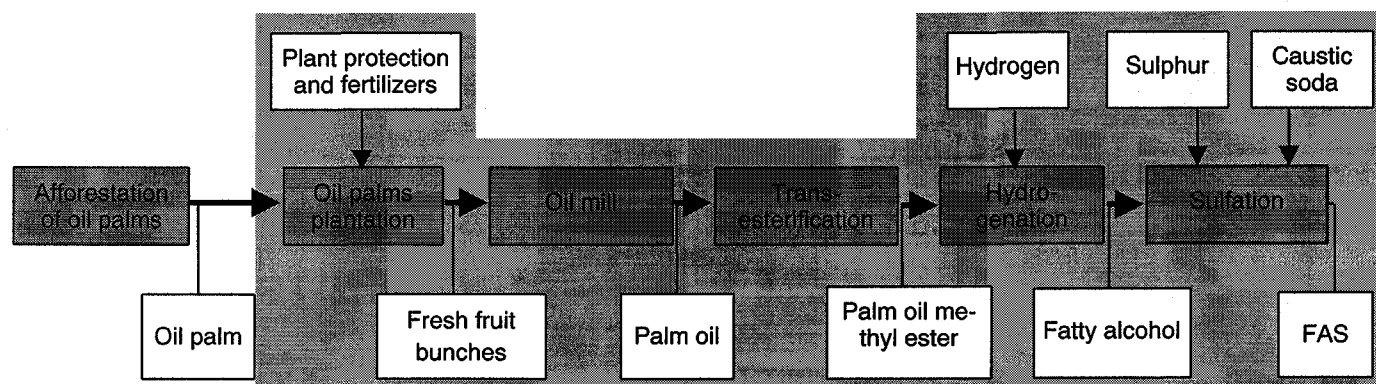 Plant protection
and fertilizers
Hydrogen
Sulphur
Caustic
soda
Afforestation
of oil palms
Oil palms
plantation
Oil mill
Trans-
esterification
Hydro-
genation
Sulfation
Oil palm
Fresh fruit
bunches
Palm oil
Palm oil me-
thyl ester
Fatty alcohol
FAS